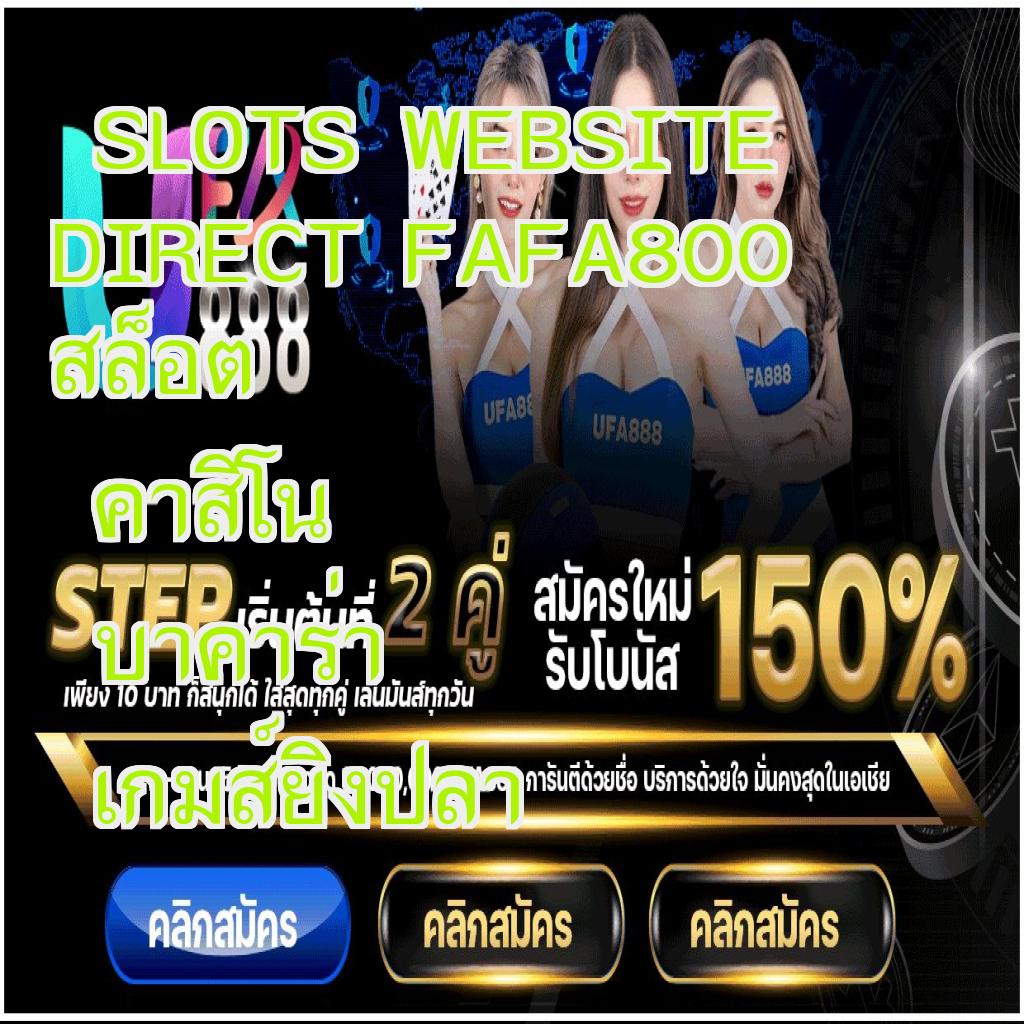 SLOTS WEBSITE
DIRECT FAFA800
สล็อต
888
UFA888
UFA888
FA888
คาสิโน
STEP เริ่มต้นที่ 2 คู่
สมัครใหม่ 150%
รับโบนัส
บาคาร่า
เพียง 10 บาท ก็สนุกได้ ใส่สุดทุกคู่ เล่นมันส์ทุกวัน
เกมส์ยิงปลา
การันตีด้วยชื่อ บริการด้วยใจ มั่นคงสุดในเอเชีย
คลิกสมัคร คลิกสมัคร คลิกสมัคร